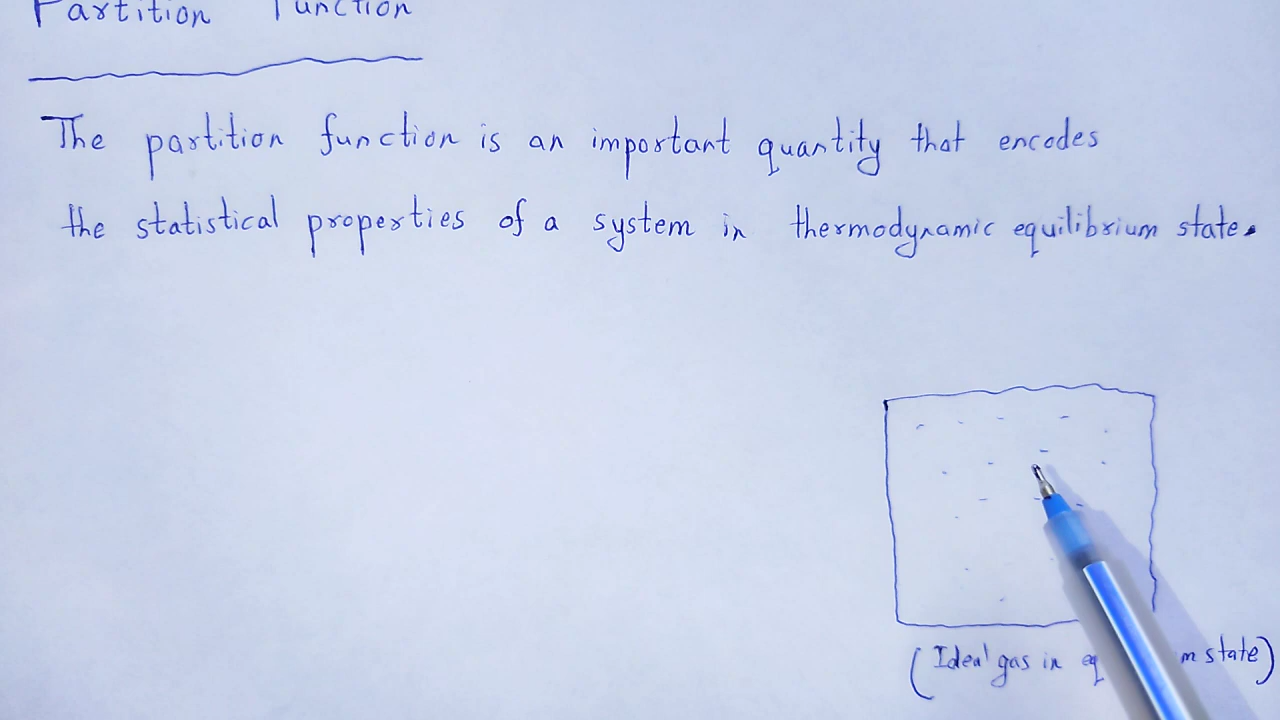 Partition Function
The partition function is an important quantity that encodes
the statistical properties of a system in thermodynamic equilibrium state.
(Ideal gas in eq m state)